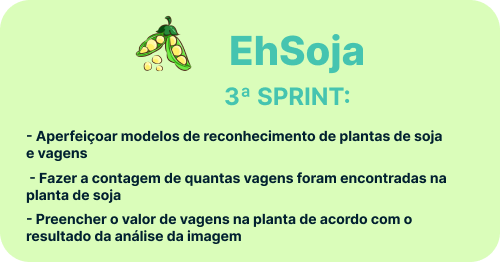 EhSoja
3ª SPRINT:
- Aperfeiçoar modelos de reconhecimento de plantas de soja
e vagens
- Fazer a contagem de quantas vagens foram encontradas na
planta de soja
- Preencher o valor de vagens na planta de acordo com o
resultado da análise da imagem